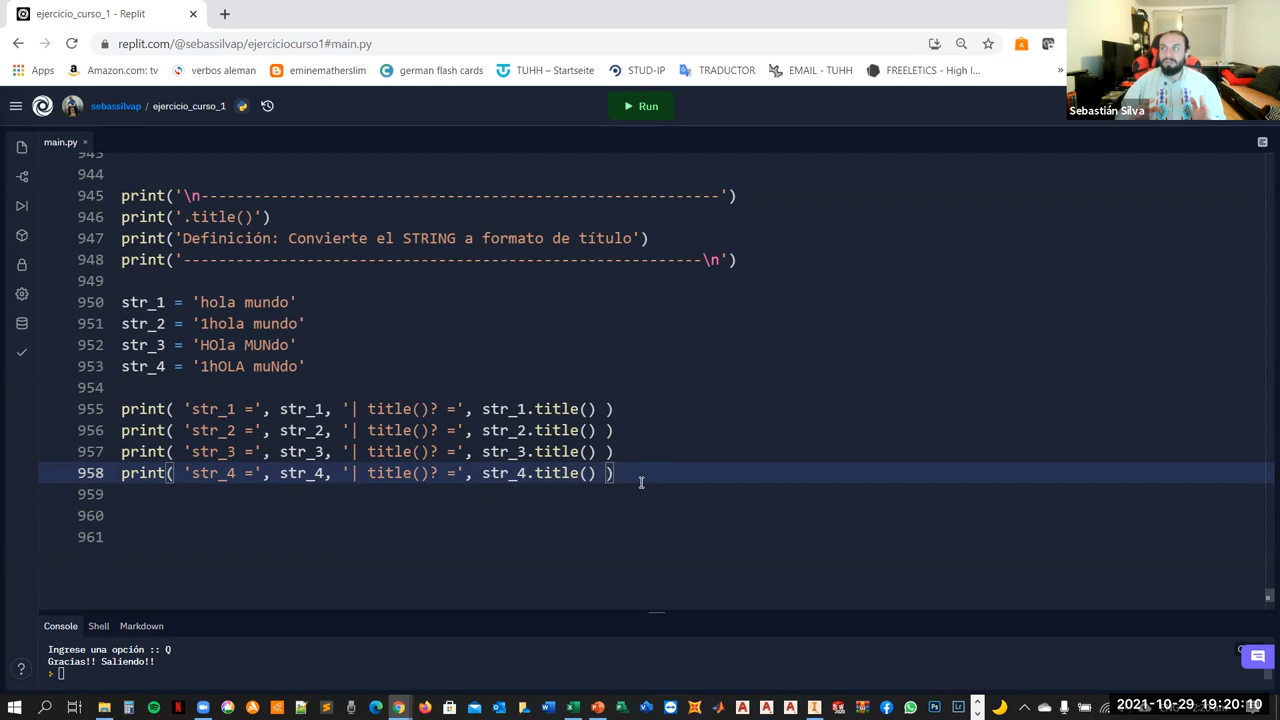 ejercicio_curso_1 - Replit
replit.com/@sebassilvap/ejerciciocurso1#main.py
Apps
Amazon.com: tv
verbos aleman
eminematherslim
german flash card
TUHH – Startseite
STUD-IP
TRADUCTOR
EMAIL - TUHH
FREELETICS - High I...
»
Sebastián Silva
sebassilvap / ejercicio_curso_1
Run
main.py
943
944
945 print('\n-----------------------------------------------------------')
946 print('.title()')
947 print('Definición: Convierte el STRING a formato de título')
948 print('-----------------------------------------------------------\n')
949
950 str_1 = 'hola mundo'
951 str_2 = '1hola mundo'
952 str_3 = 'HOla MUNdo'
953 str_4 = '1hOLA muNdo'
954
955 print( 'str_1 =', str_1, '| title()? =', str_1.title() )
956 print( 'str_2 =', str_2, '| title()? =', str_2.title() )
957 print( 'str_3 =', str_3, '| title()? =', str_3.title() )
958 print( 'str_4 =', str_4, '| title()? =', str_4.title() )
959
960
961
Console
Shell
Markdown
Ingrese una opción :: Q
Gracias!! Saliendo!!
2021-10-29 19:20:10